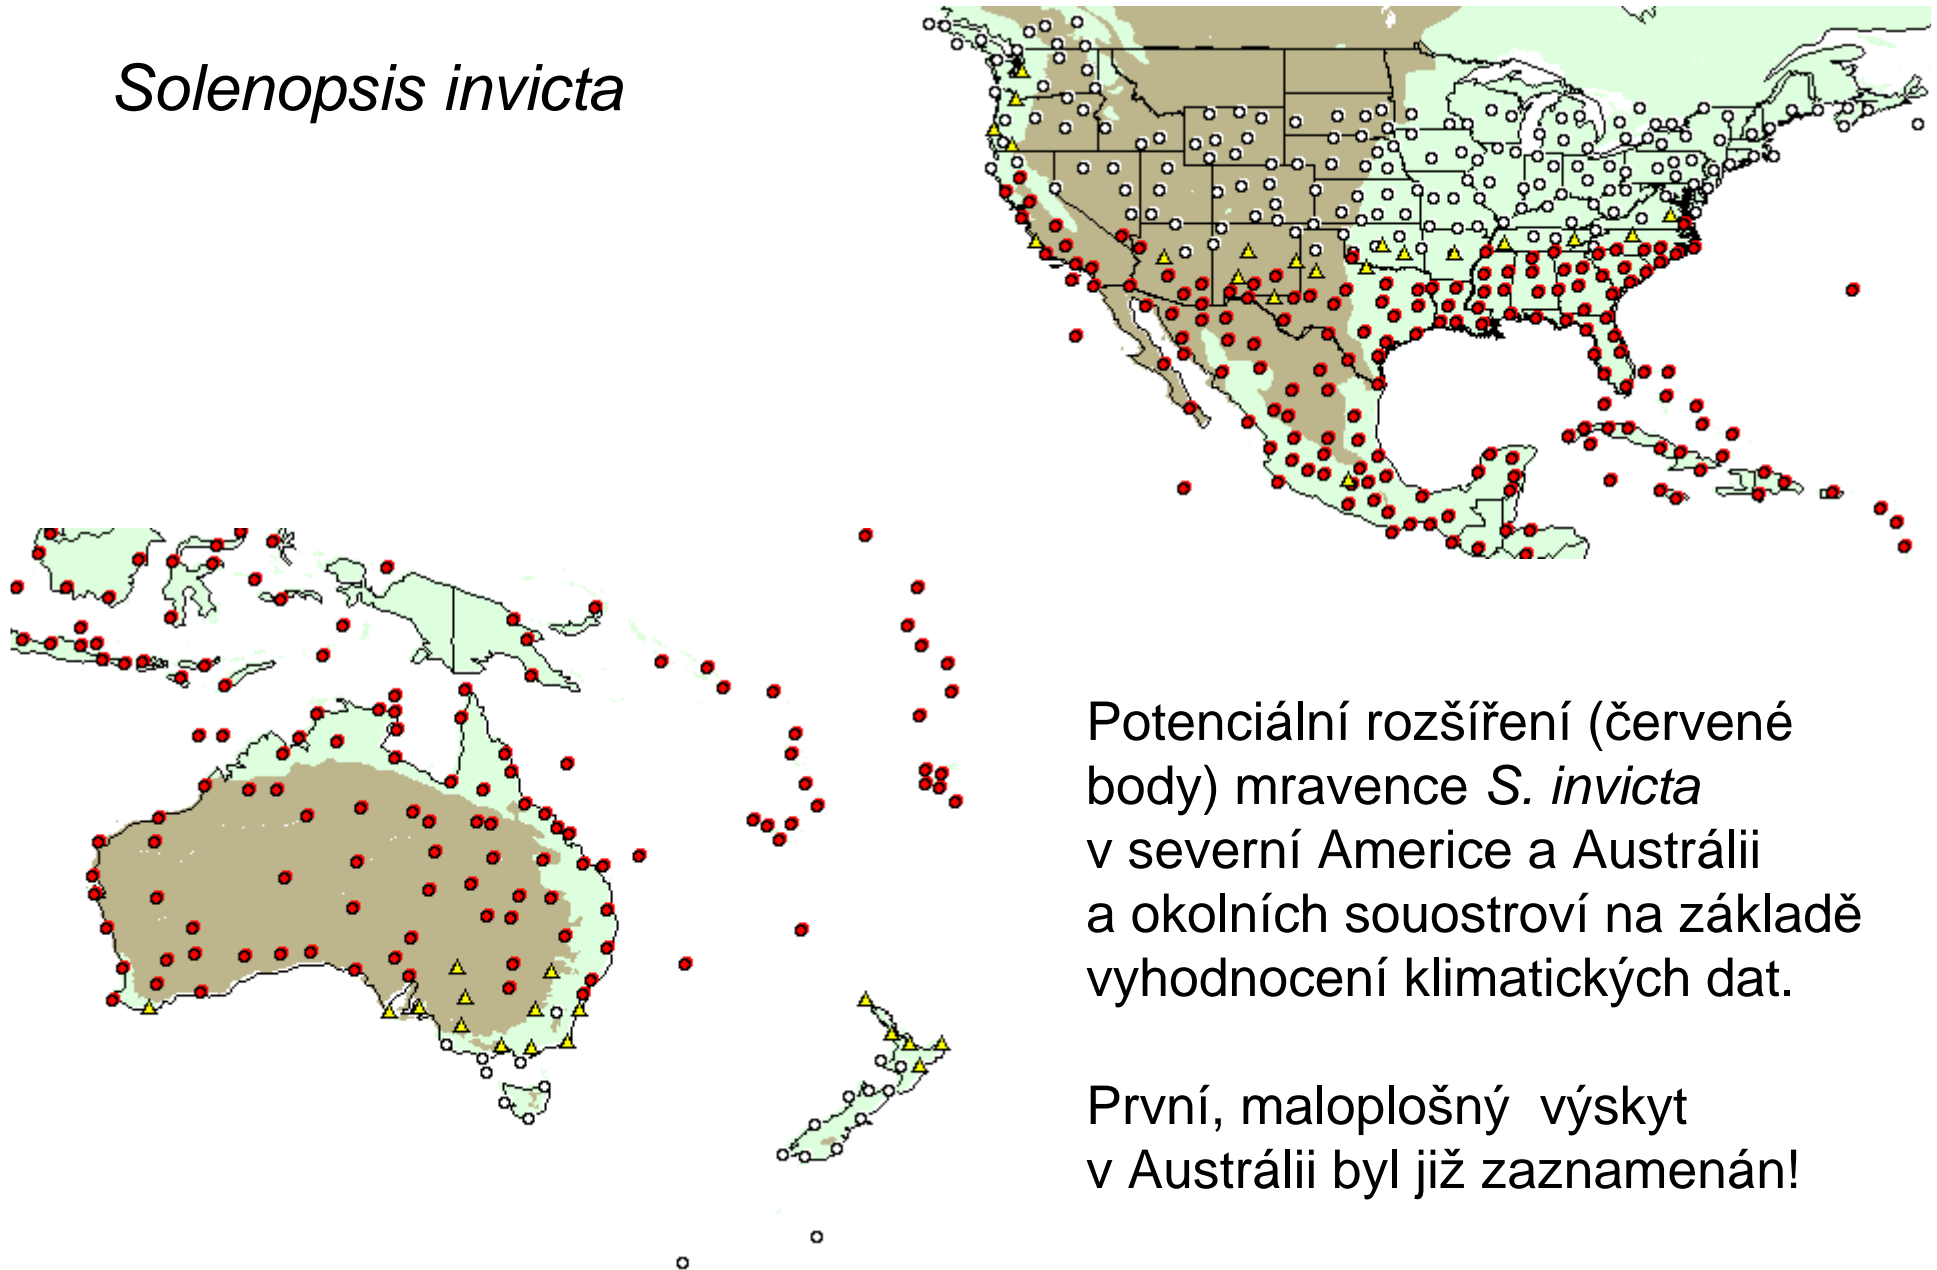 Solenopsis invicta
Potenciální rozšíření (červené
body) mravence S. invicta
v severní Americe a Austrálii
a okolních souostroví na základě
vyhodnocení klimatických dat.
První, maloplošný  výskyt
v Austrálii byl již zaznamenán!